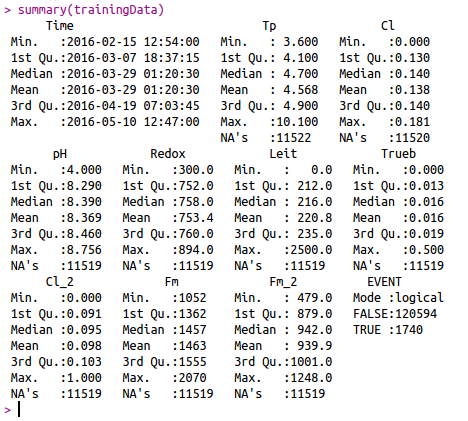 > summary(trainingData)
      Time                           Tp               Cl
 Min.   :2016-02-15 12:54:00   Min.   : 3.600   Min.   :0.000
 1st Qu.:2016-03-07 18:37:15   1st Qu.: 4.100   1st Qu.:0.130
 Median :2016-03-29 01:20:30   Median : 4.700   Median :0.140
 Mean   :2016-03-29 01:20:30   Mean   : 4.568   Mean   :0.138
 3rd Qu.:2016-04-19 07:03:45   3rd Qu.: 4.900   3rd Qu.:0.140
 Max.   :2016-05-10 12:47:00   Max.   :10.100   Max.   :0.181
                               NA's   :11522    NA's   :11520
       pH            Redox            Leit            Trueb
 Min.   :4.000   Min.   :300.0   Min.   :   0.0   Min.   :0.000
 1st Qu.:8.290   1st Qu.:752.0   1st Qu.: 212.0   1st Qu.:0.013
 Median :8.390   Median :758.0   Median : 216.0   Median :0.016
 Mean   :8.369   Mean   :753.4   Mean   : 220.8   Mean   :0.016
 3rd Qu.:8.460   3rd Qu.:760.0   3rd Qu.: 235.0   3rd Qu.:0.019
 Max.   :8.756   Max.   :894.0   Max.   :2500.0   Max.   :0.500
 NA's   :11519   NA's   :11519   NA's   :11519    NA's   :11519
      Cl_2             Fm             Fm_2          EVENT
 Min.   :0.000   Min.   :1052   Min.   : 479.0   Mode :logical
 1st Qu.:0.091   1st Qu.:1362   1st Qu.: 879.0   FALSE:120594
 Median :0.095   Median :1457   Median : 942.0   TRUE :1740
 Mean   :0.098   Mean   :1463   Mean   : 939.9
 3rd Qu.:0.103   3rd Qu.:1555   3rd Qu.:1001.0
 Max.   :1.000   Max.   :2070   Max.   :1248.0
 NA's   :11519   NA's   :11519   NA's   :11519
>